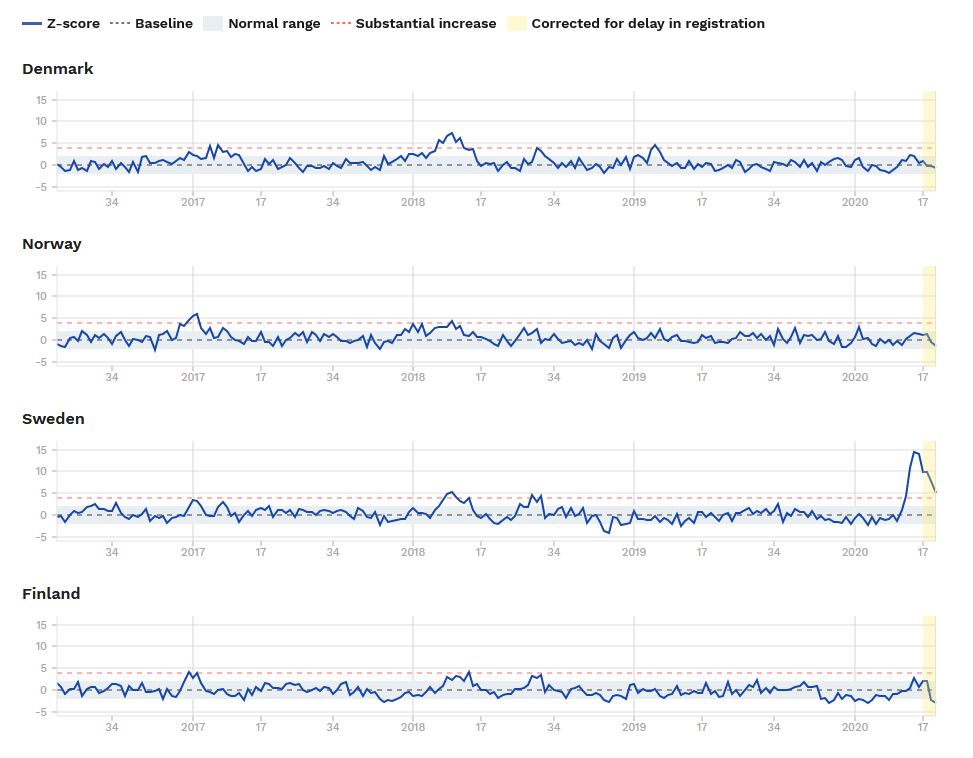 Z-score Baseline Normal range Substantial increase Corrected for delay in registration
Denmark
15
10
5
0
−5
34 2017 17 34 2018 17 34 2019 17 34 2020 17
Norway
15
10
5
0
−5
34 2017 17 34 2018 17 34 2019 17 34 2020 17
Sweden
15
10
5
0
−5
34 2017 17 34 2018 17 34 2019 17 34 2020 17
Finland
15
10
5
0
−5
34 2017 17 34 2018 17 34 2019 17 34 2020 17